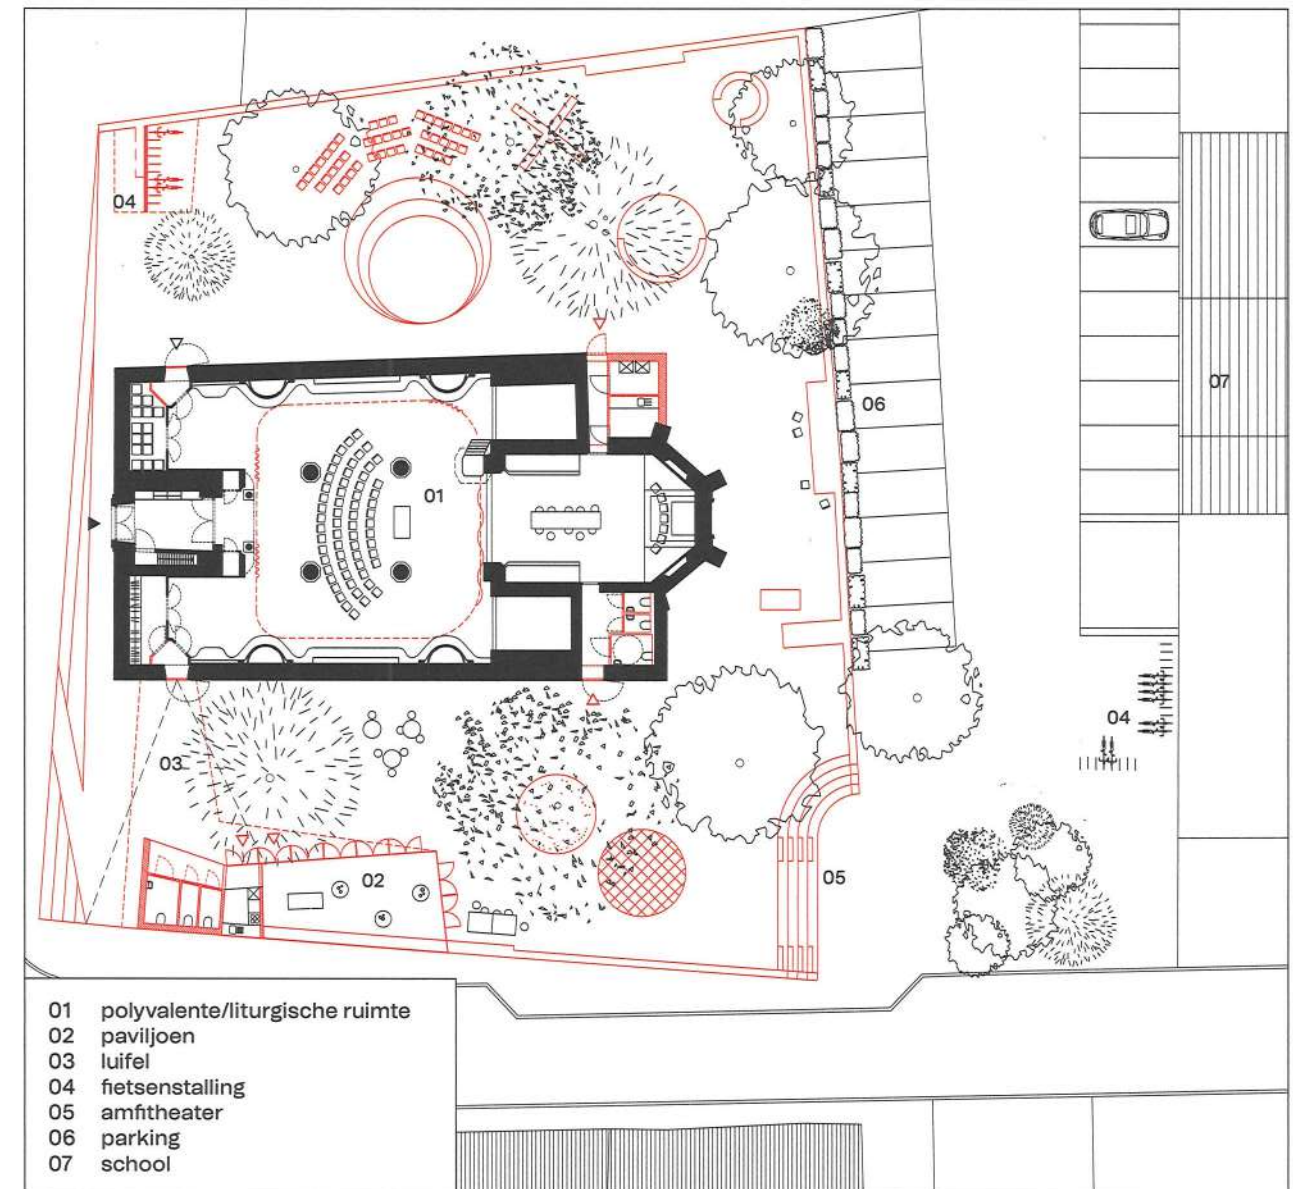 04
01
06
07
03
04
02
05
01 polyvalente/liturgische ruimte
02 paviljoen
03 luifel
04 fietsenstalling
05 amfitheater
06 parking
07 school